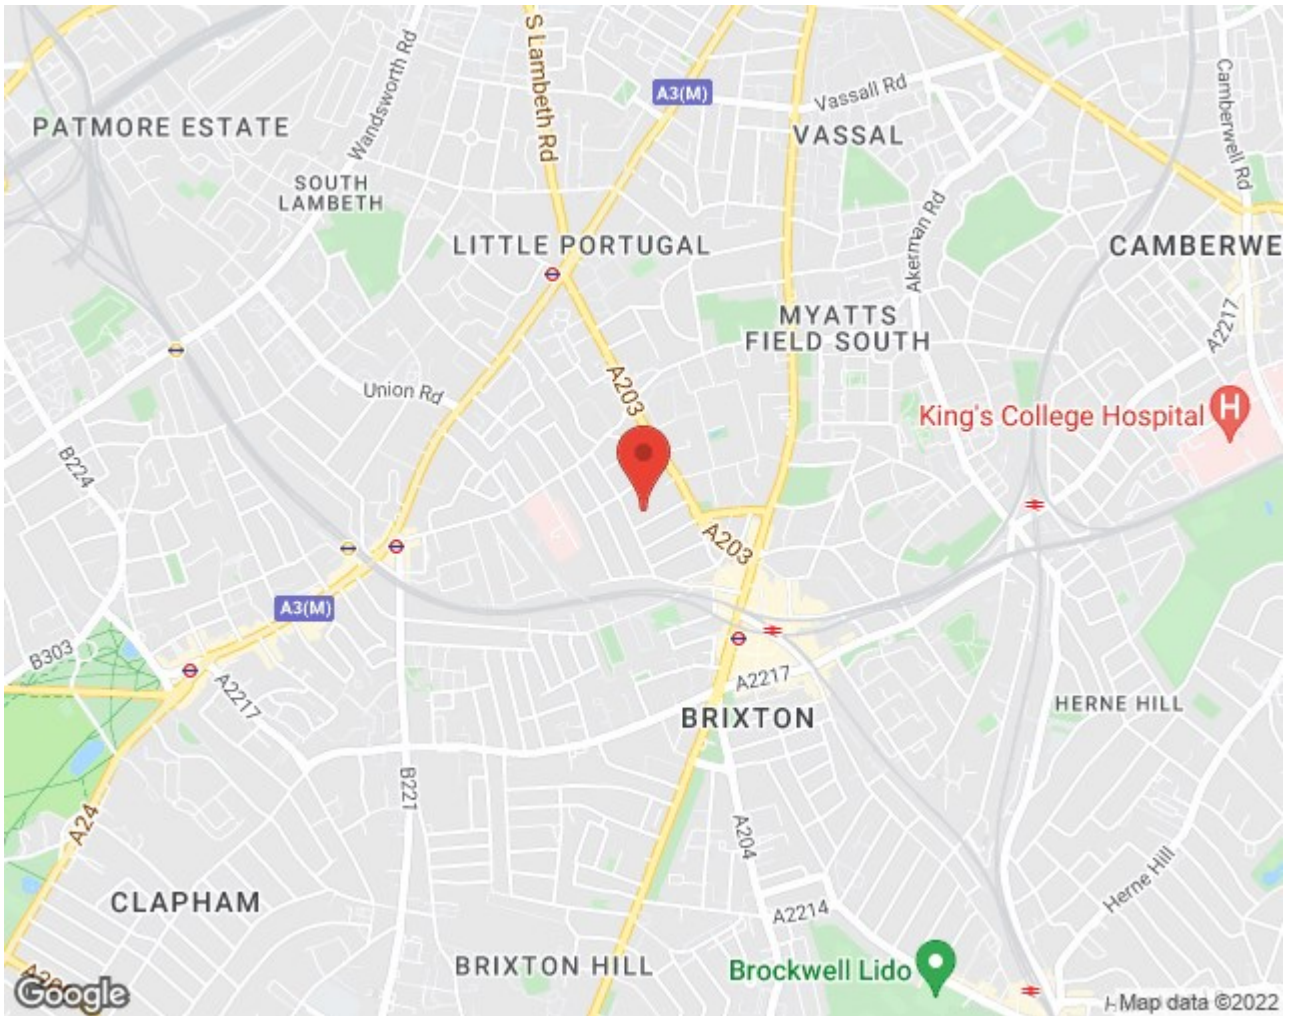 S Lambeth Rd
Wandsworth Rd
A3(M)
Vassall Rd
Camberwell Rd
PATMORE ESTATE
VASSAL
SOUTH
LAMBETH
Akerman Rd
LITTLE PORTUGAL
CAMBERWE
MYATTS
FIELD SOUTH
A2217
Union Rd
A203
King's College Hospital
H
B224
A203
A3(M)
B303
A2217
A2217
HERNE HILL
BRIXTON
B221
A24
A204
Herne Hill
CLAPHAM
A2214
BRIXTON HILL
Brockwell Lido
Google
Map data ©2022